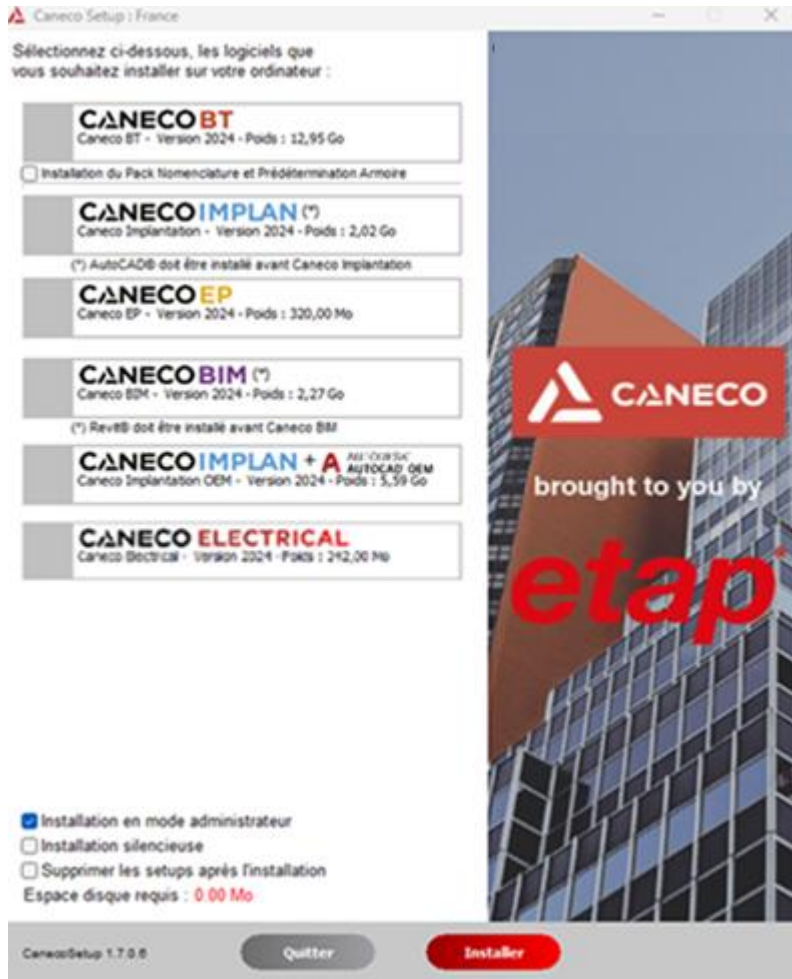 Caneco Setup : France
Sélectionnez ci-dessous, les logiciels que
vous souhaitez installer sur votre ordinateur :
CANECO BT
Caneco BT - Version 2024 - Poids : 12,95 Go
Installation du Pack Nomenclature et Prédétermination Armoire
CANECO IMPLAN (*)
Caneco Implantation - Version 2024 - Poids : 2,02 Go
(*) AutoCAD® doit être installé avant Caneco Implantation
CANECO EP
Caneco EP - Version 2024 - Poids : 320,00 Mo
CANECO BIM (*)
Caneco BIM - Version 2024 - Poids : 2,27 Go
(*) Revit® doit être installé avant Caneco BIM
CANECO IMPLAN + A AUTODESK
AUTOCAD OEM
Caneco Implantation OEM - Version 2024 - Poids : 5,59 Go
CANECO ELECTRICAL
Caneco Electrical - Version 2024 - Poids : 242,00 Mo
Installation en mode administrateur
Installation silencieuse
Supprimer les setups après l'installation
Espace disque requis : 0.00 Mo
CanecoSetup 1.7.0.6
Quitter
Installer
CANECO
brought to you by
etap®